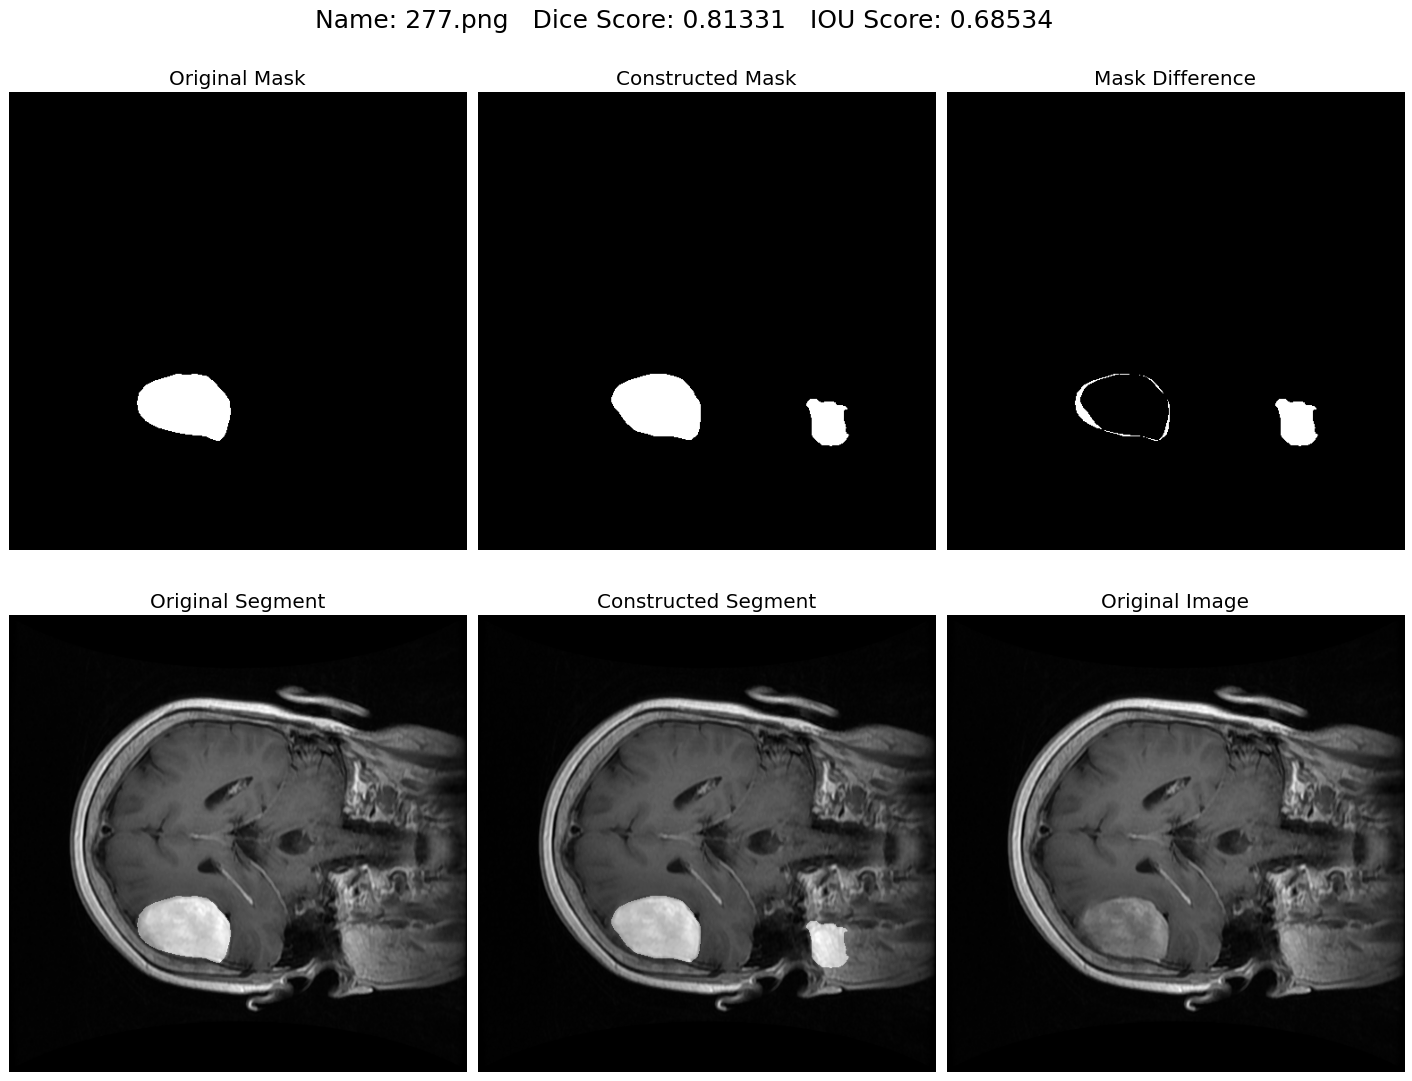 Name: 277.png   Dice Score: 0.81331   IOU Score: 0.68534
Original Mask
Constructed Mask
Mask Difference
Original Segment
Constructed Segment
Original Image